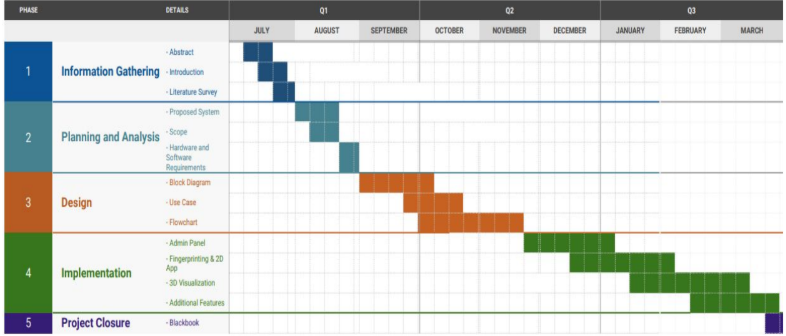 PHASE DETAILS Q1 Q2 Q3
JULY AUGUST SEPTEMBER OCTOBER NOVEMBER DECEMBER JANUARY FEBRUARY MARCH
1 Information Gathering
- Abstract
- Introduction
- Literature Survey
2 Planning and Analysis
- Proposed System
- Scope
- Hardware and
Software
Requirements
3 Design
- Block Diagram
- Use Case
- Flowchart
4 Implementation
- Admin Panel
- Fingerprinting & 2D
App
- 3D Visualization
- Additional Features
5 Project Closure
- Blackbook